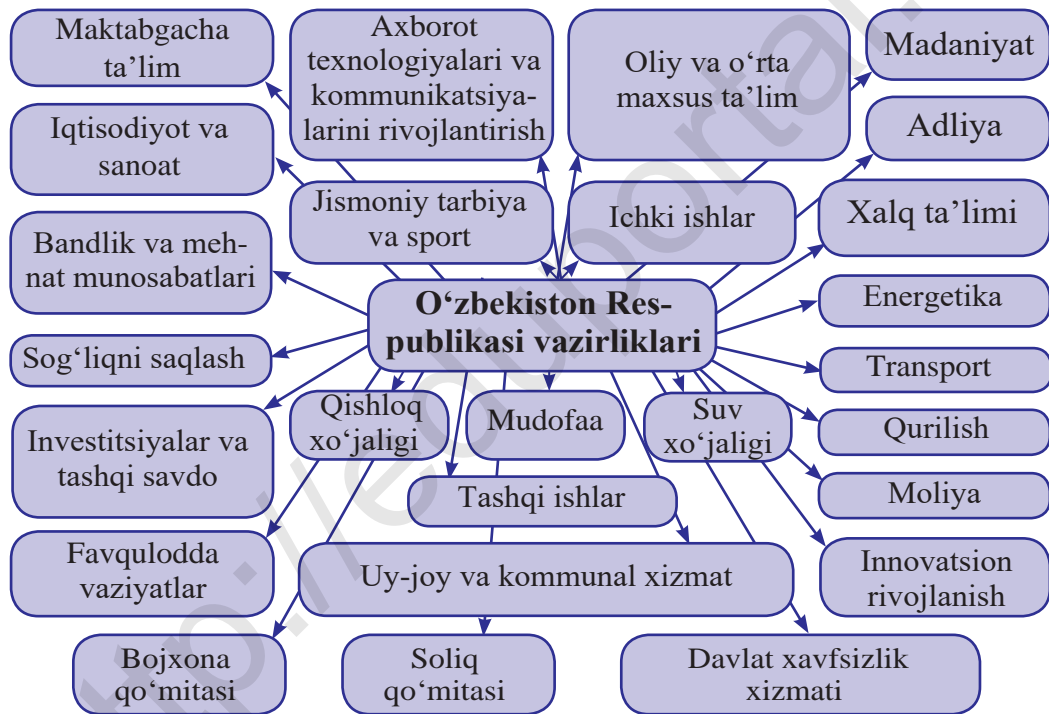 Maktabgacha
ta’lim
Axborot
texnologiyalari va
kommunikatsiya-
larini rivojlantirish
Oliy va o‘rta
maxsus ta’lim
Madaniyat
Iqtisodiyot va
sanoat
Adliya
Jismoniy tarbiya
va sport
Ichki ishlar
Xalq ta’limi
Bandlik va meh-
nat munosabatlari
O‘zbekiston Res-
publikasi vazirliklari
Energetika
Sog‘liqni saqlash
Transport
Qishloq
xo‘jaligi
Mudofaa
Suv
xo‘jaligi
Qurilish
Investitsiyalar va
tashqi savdo
Tashqi ishlar
Moliya
Favqulodda
vaziyatlar
Uy-joy va kommunal xizmat
Innovatsion
rivojlanish
Bojxona
qo‘mitasi
Soliq
qo‘mitasi
Davlat xavfsizlik
xizmati
ttp://eduportal.